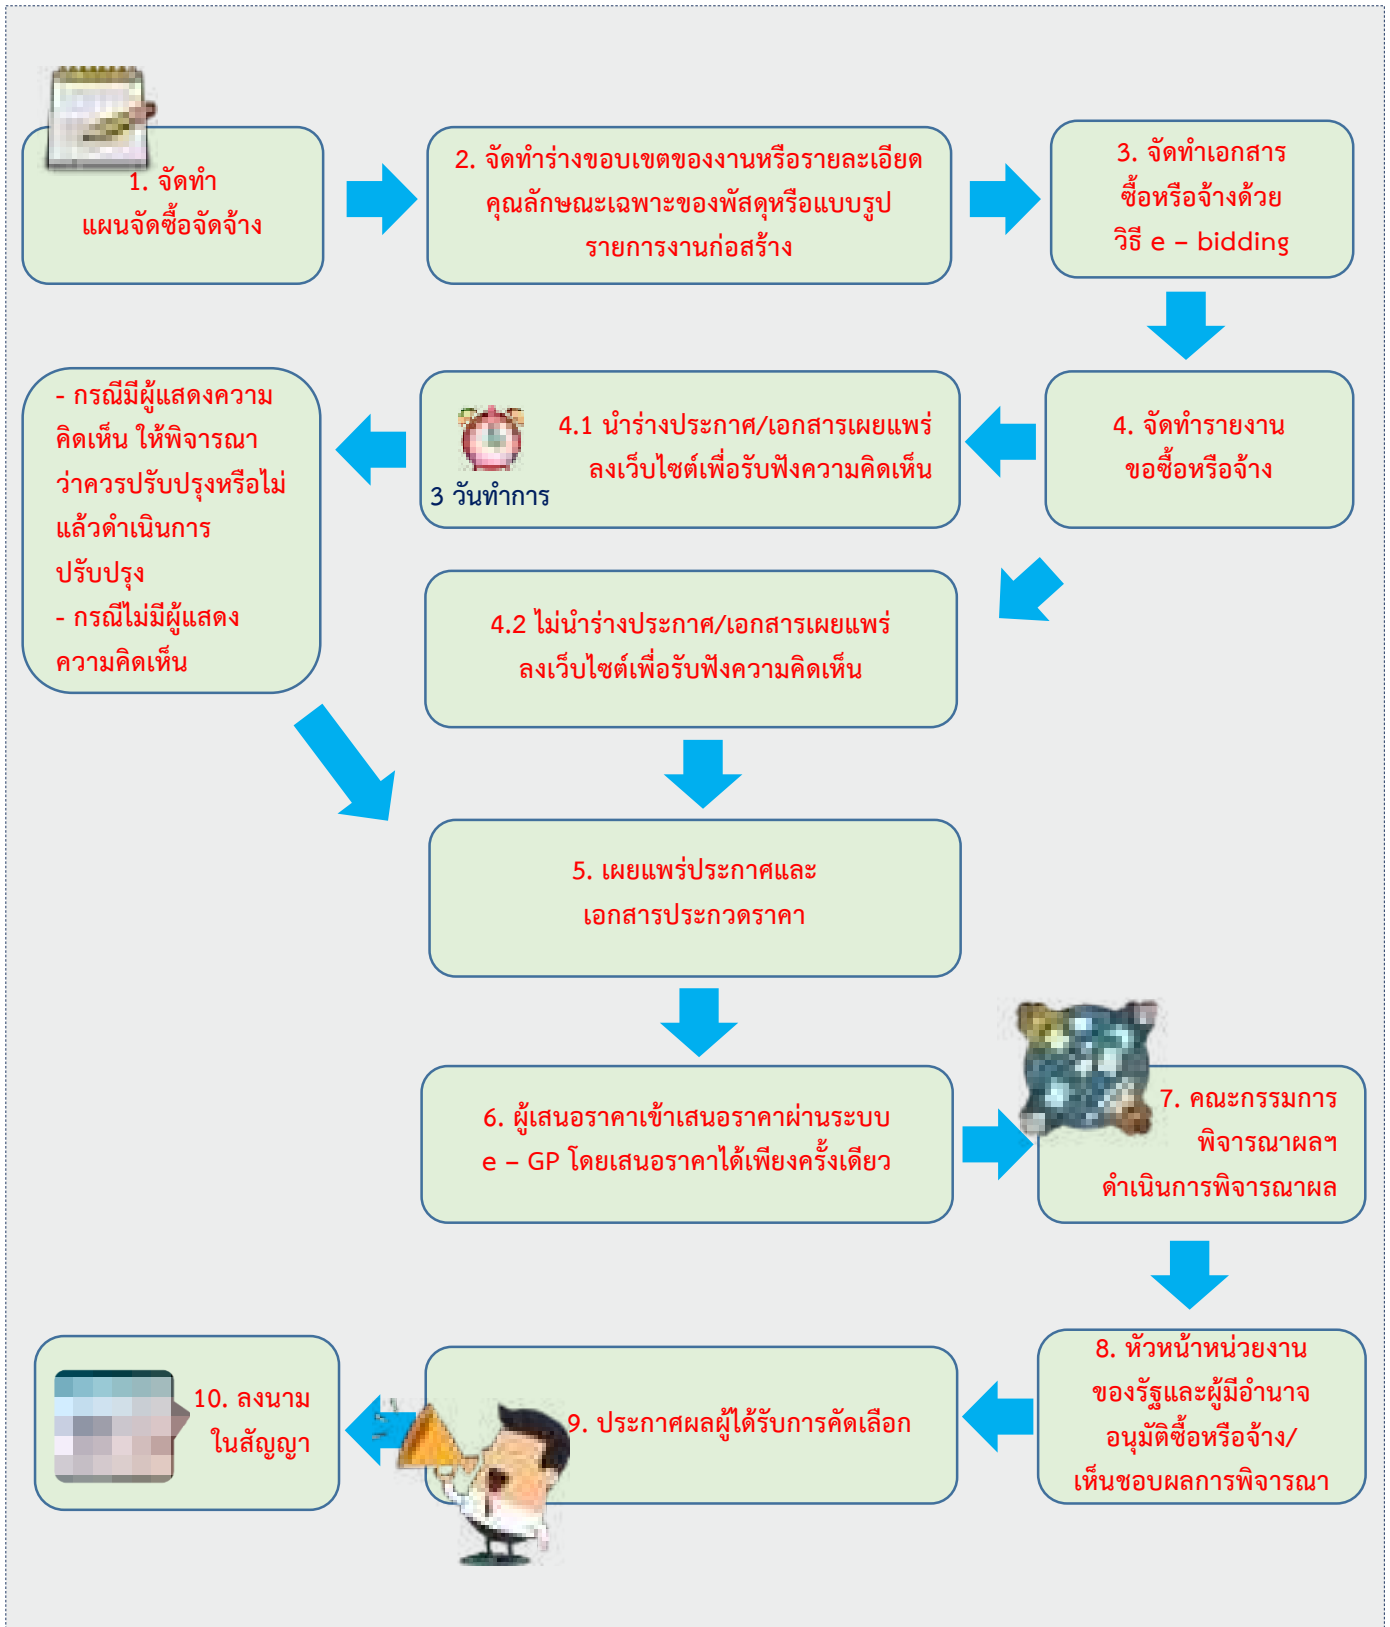 1. จัดทำ
แผนจัดซื้อจัดจ้าง
2. จัดทำร่างขอบเขตของงานหรือรายละเอียด
คุณลักษณะเฉพาะของพัสดุหรือแบบรูป
รายการงานก่อสร้าง
3. จัดทำเอกสาร
ซื้อหรือจ้างด้วย
วิธี e – bidding
4. จัดทำรายงาน
ขอซื้อหรือจ้าง
4.1 นำร่างประกาศ/เอกสารเผยแพร่
ลงเว็บไซต์เพื่อรับฟังความคิดเห็น
3 วันทำการ
- กรณีมีผู้แสดงความ
คิดเห็น ให้พิจารณา
ว่าควรปรับปรุงหรือไม่
แล้วดำเนินการ
ปรับปรุง
- กรณีไม่มีผู้แสดง
ความคิดเห็น
4.2 ไม่นำร่างประกาศ/เอกสารเผยแพร่
ลงเว็บไซต์เพื่อรับฟังความคิดเห็น
5. เผยแพร่ประกาศและ
เอกสารประกวดราคา
6. ผู้เสนอราคาเข้าเสนอราคาผ่านระบบ
e – GP โดยเสนอราคาได้เพียงครั้งเดียว
7. คณะกรรมการ
พิจารณาผลฯ
ดำเนินการพิจารณาผล
8. หัวหน้าหน่วยงาน
ของรัฐและผู้มีอำนาจ
อนุมัติซื้อหรือจ้าง/
เห็นชอบผลการพิจารณา
9. ประกาศผลผู้ได้รับการคัดเลือก
10. ลงนาม
ในสัญญา